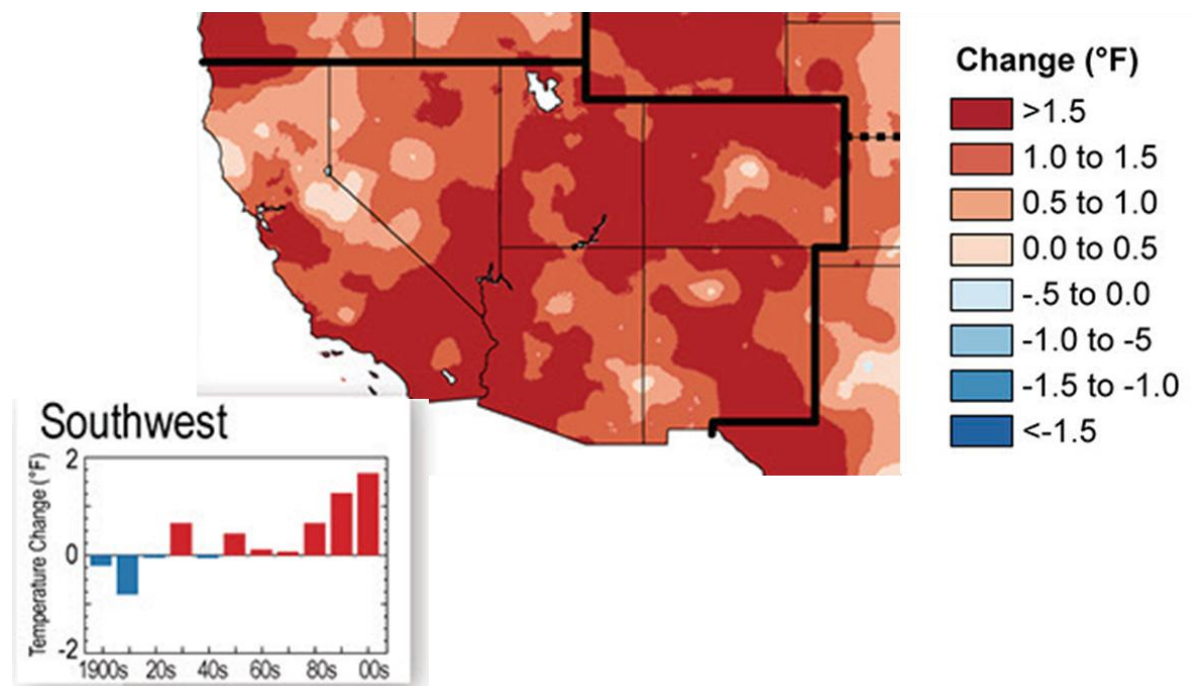 Change (°F)
>1.5
1.0 to 1.5
0.5 to 1.0
0.0 to 0.5
-.5 to 0.0
-1.0 to -5
-1.5 to -1.0
<-1.5
Southwest
Temperature Change (°F)
2
0
-2
1900s 20s 40s 60s 80s 00s